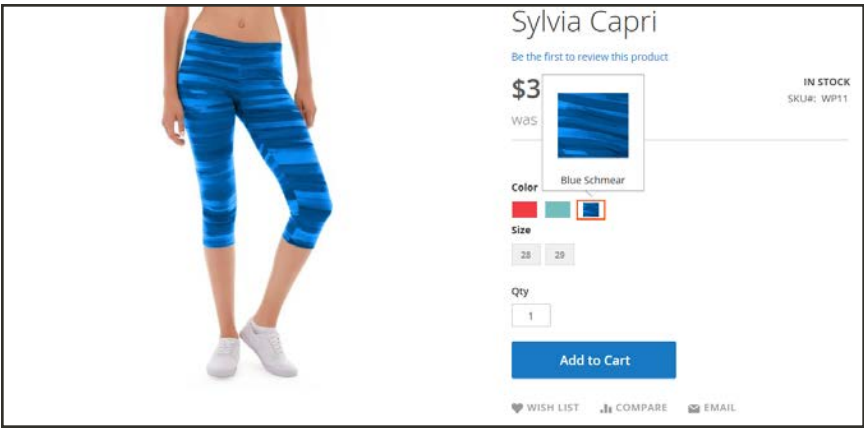 Sylvia Capri
Be the first to review this product
$3
IN STOCK
SKU#: WP11
was
Blue Schmear
Color
Size
28 29
Qty
1
Add to Cart
WISH LIST COMPARE EMAIL